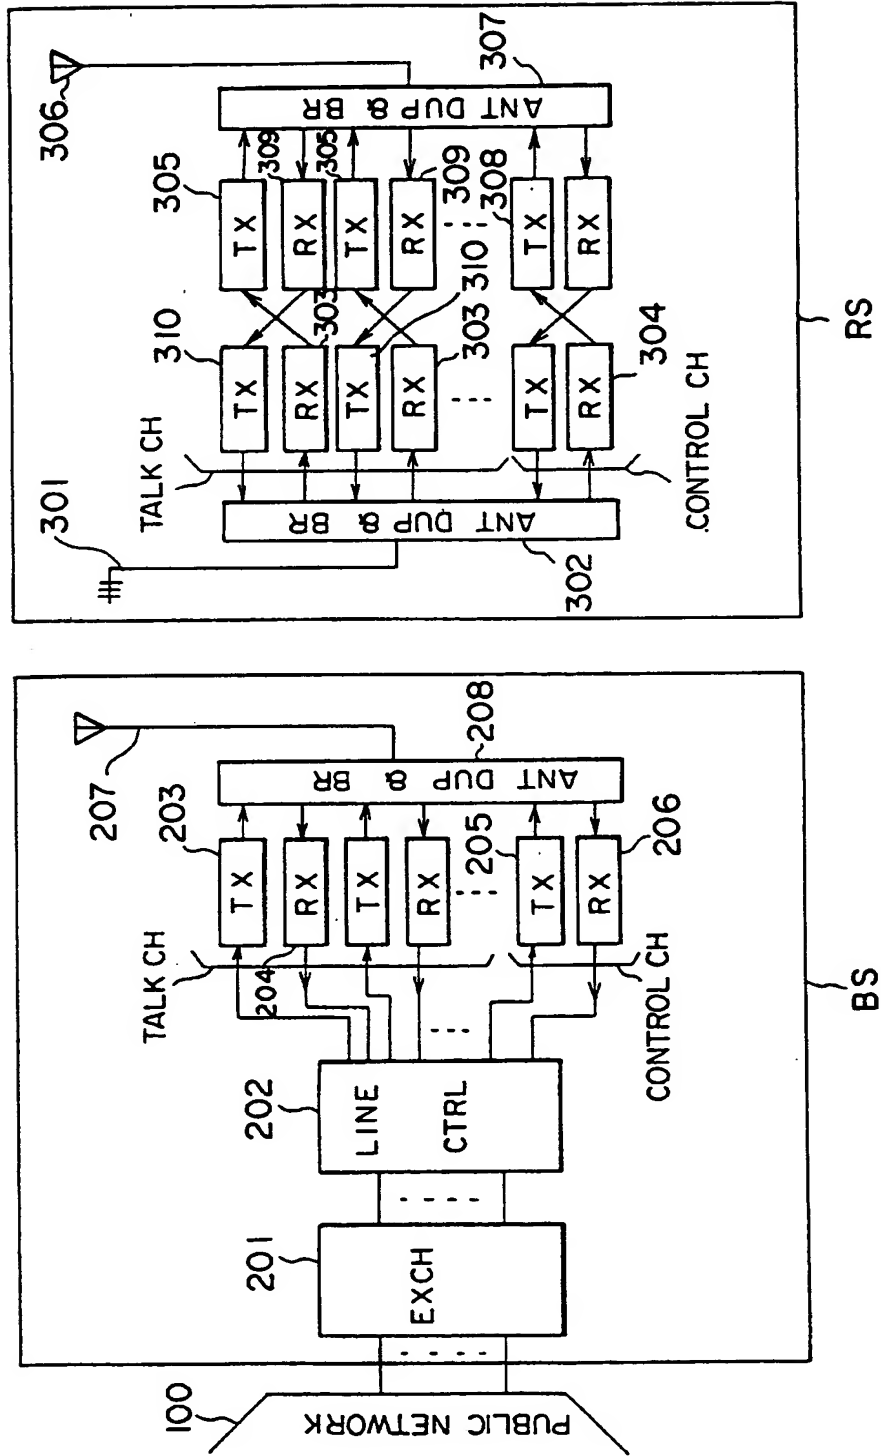 100
PUBLIC NETWORK
201
EXCH
202
LINE
CTRL
TALK CH
203
TX
204
RX
TX
RX
205
TX
206
RX
CONTROL CH
207
ANT DUP & BR
208
BS
301
ANT DUP & BR
302
TALK CH
310
TX
303
RX
TX
310
RX
303
TX
RX
304
CONTROL CH
305
TX
309
RX
305
TX
RX
309
308
TX
RX
306
ANT DUP & BR
307
RS